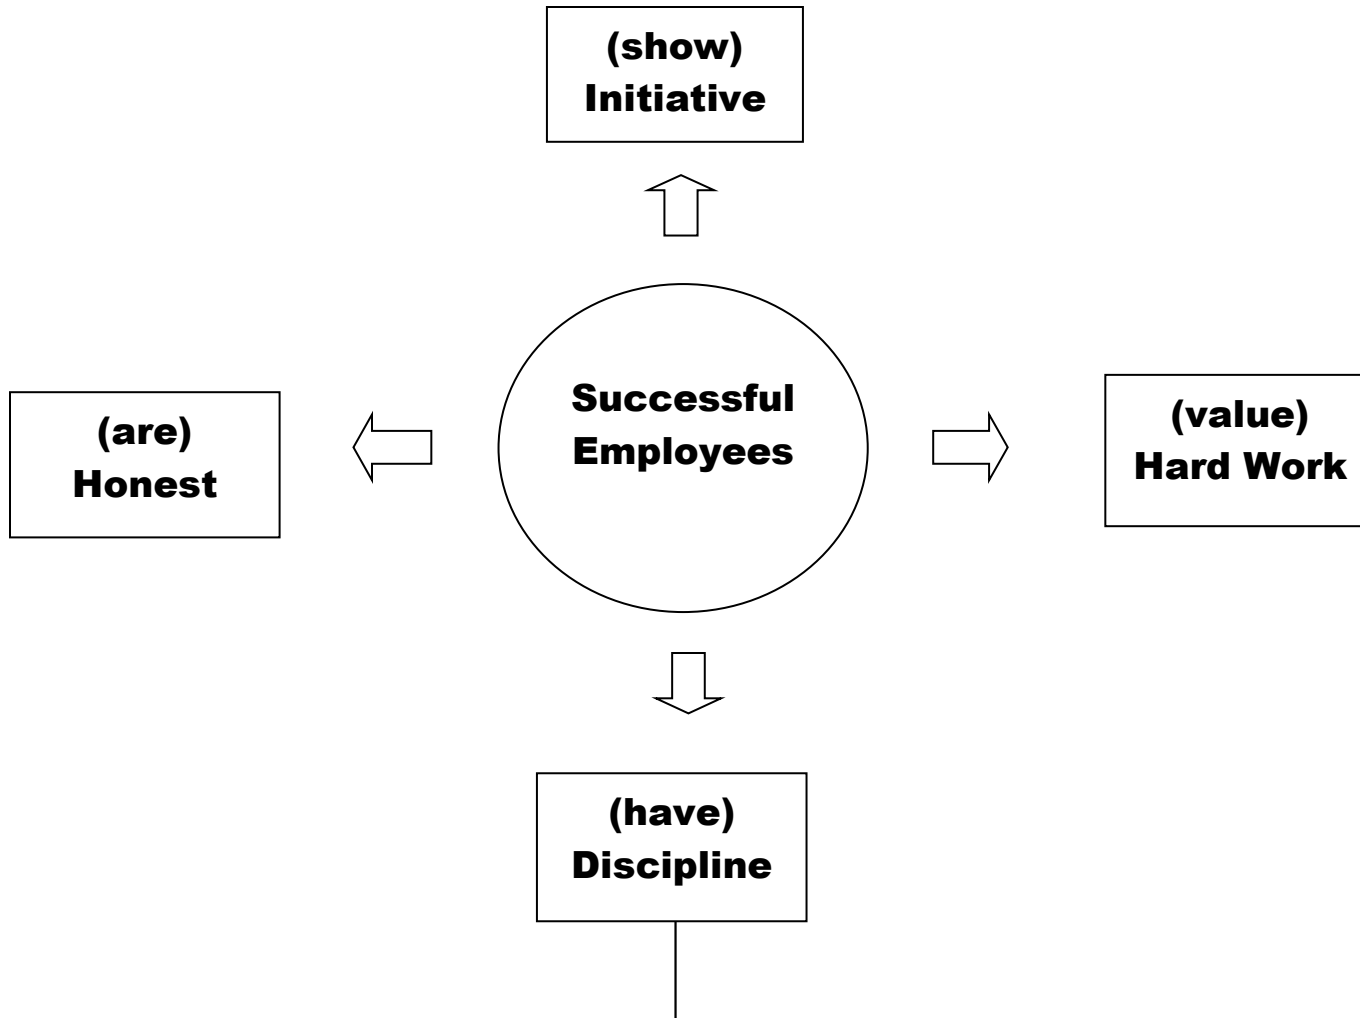 (show)
Initiative
Successful
Employees
(are)
Honest
(value)
Hard Work
(have)
Discipline